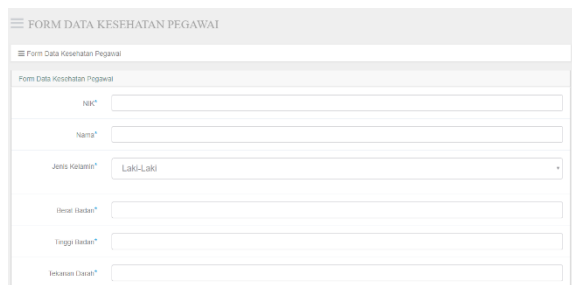 FORM DATA KESEHATAN PEGAWAI
Form Data Kesehatan Pegawai
Form Data Kesehatan Pegawai
NIK*
Nama*
Jenis Kelamin*
Laki-Laki
Berat Badan*
Tinggi Badan*
Tekanan Darah*